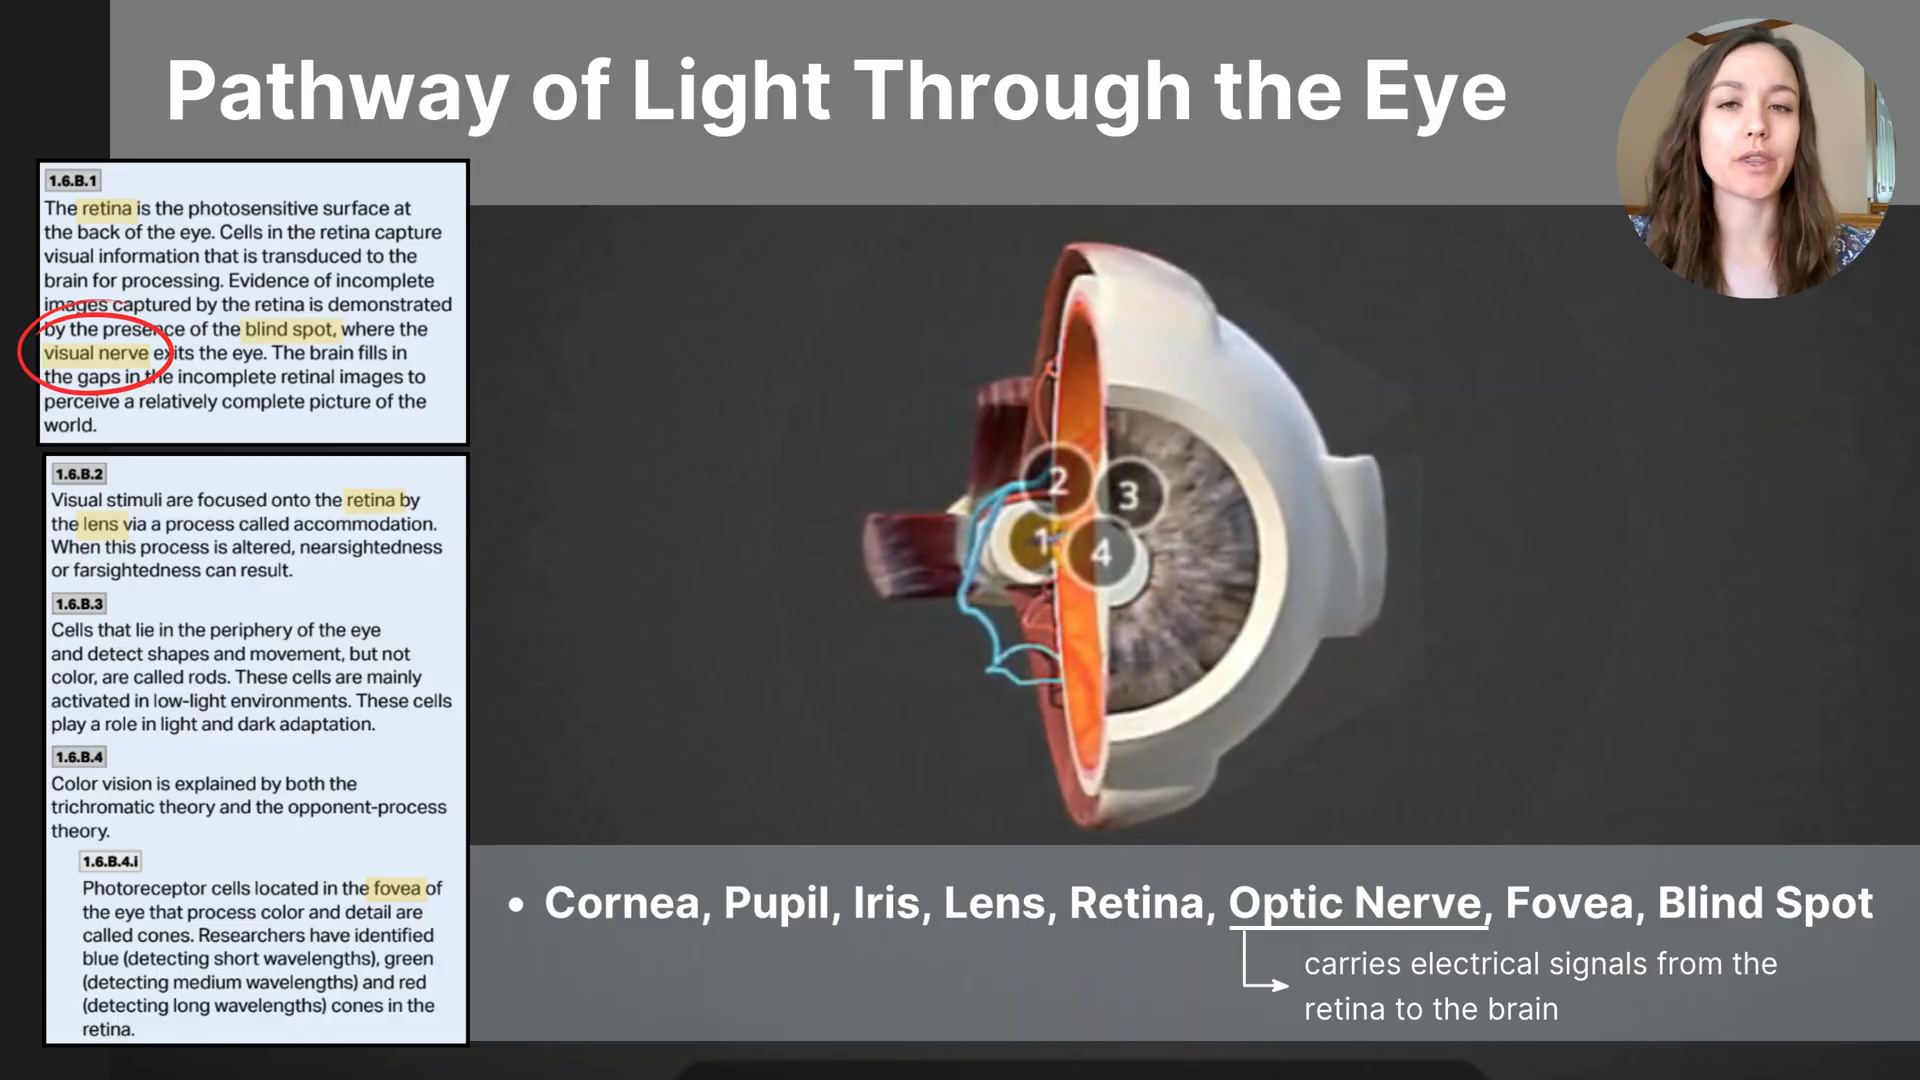 Pathway of Light Through the Eye
1.6.B.1
The retina is the photosensitive surface at
the back of the eye. Cells in the retina capture
visual information that is transduced to the
brain for processing. Evidence of incomplete
images captured by the retina is demonstrated
by the presence of the blind spot, where the
visual nerve exits the eye. The brain fills in
the gaps in the incomplete retinal images to
perceive a relatively complete picture of the
world.
1.6.B.2
Visual stimuli are focused onto the retina by
the lens via a process called accommodation.
When this process is altered, nearsightedness
or farsightedness can result.
1.6.B.3
Cells that lie in the periphery of the eye
and detect shapes and movement, but not
color, are called rods. These cells are mainly
activated in low-light environments. These cells
play a role in light and dark adaptation.
1.6.B.4
Color vision is explained by both the
trichromatic theory and the opponent-process
theory.
1.6.B.4.i
Photoreceptor cells located in the fovea of
the eye that process color and detail are
called cones. Researchers have identified
blue (detecting short wavelengths), green
(detecting medium wavelengths) and red
(detecting long wavelengths) cones in the
retina.
2
3
1
4
• Cornea, Pupil, Iris, Lens, Retina, Optic Nerve, Fovea, Blind Spot
carries electrical signals from the
retina to the brain